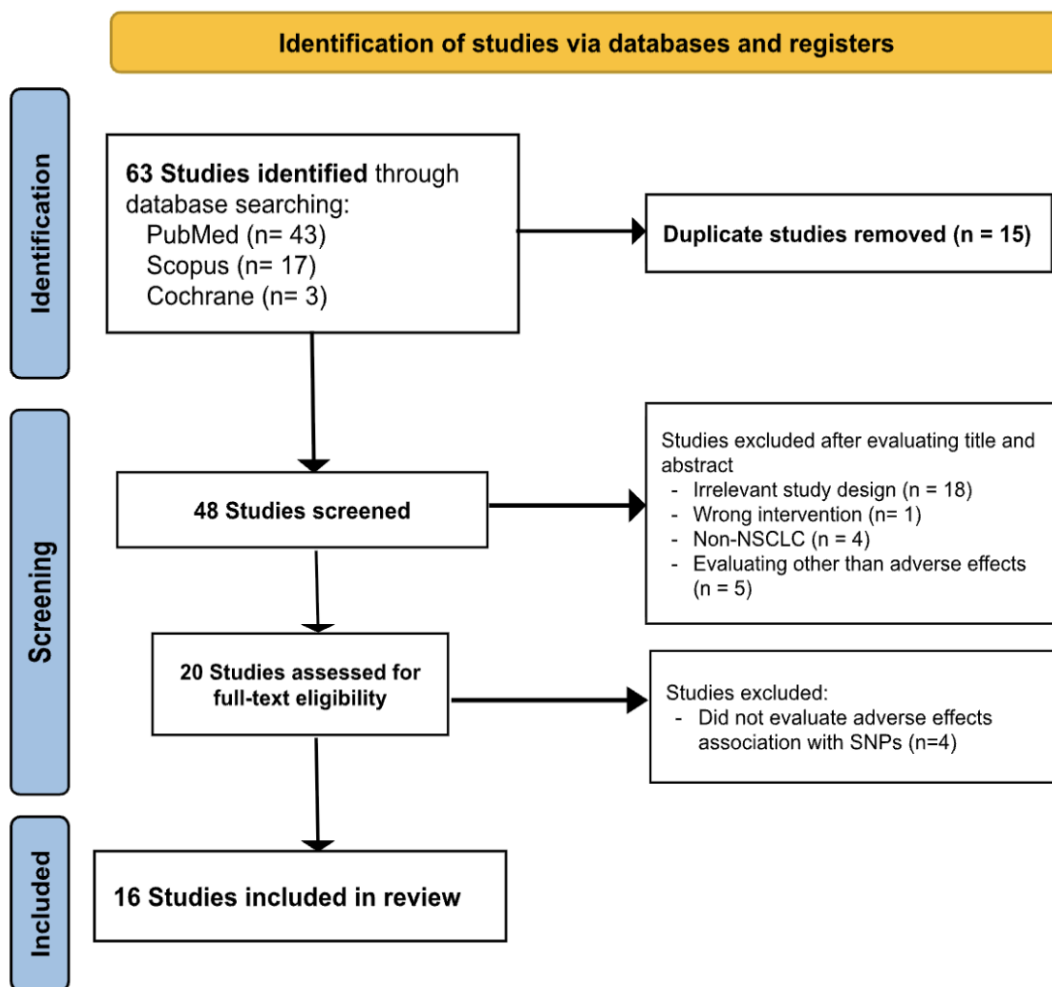 Identification of studies via databases and registers
Identification
63 Studies identified through
database searching:
PubMed (n= 43)
Scopus (n= 17)
Cochrane (n= 3)
Duplicate studies removed (n = 15)
Screening
48 Studies screened
Studies excluded after evaluating title and
abstract
- Irrelevant study design (n = 18)
- Wrong intervention (n= 1)
- Non-NSCLC (n = 4)
- Evaluating other than adverse effects
(n = 5)
20 Studies assessed for
full-text eligibility
Studies excluded:
- Did not evaluate adverse effects
association with SNPs (n=4)
Included
16 Studies included in review